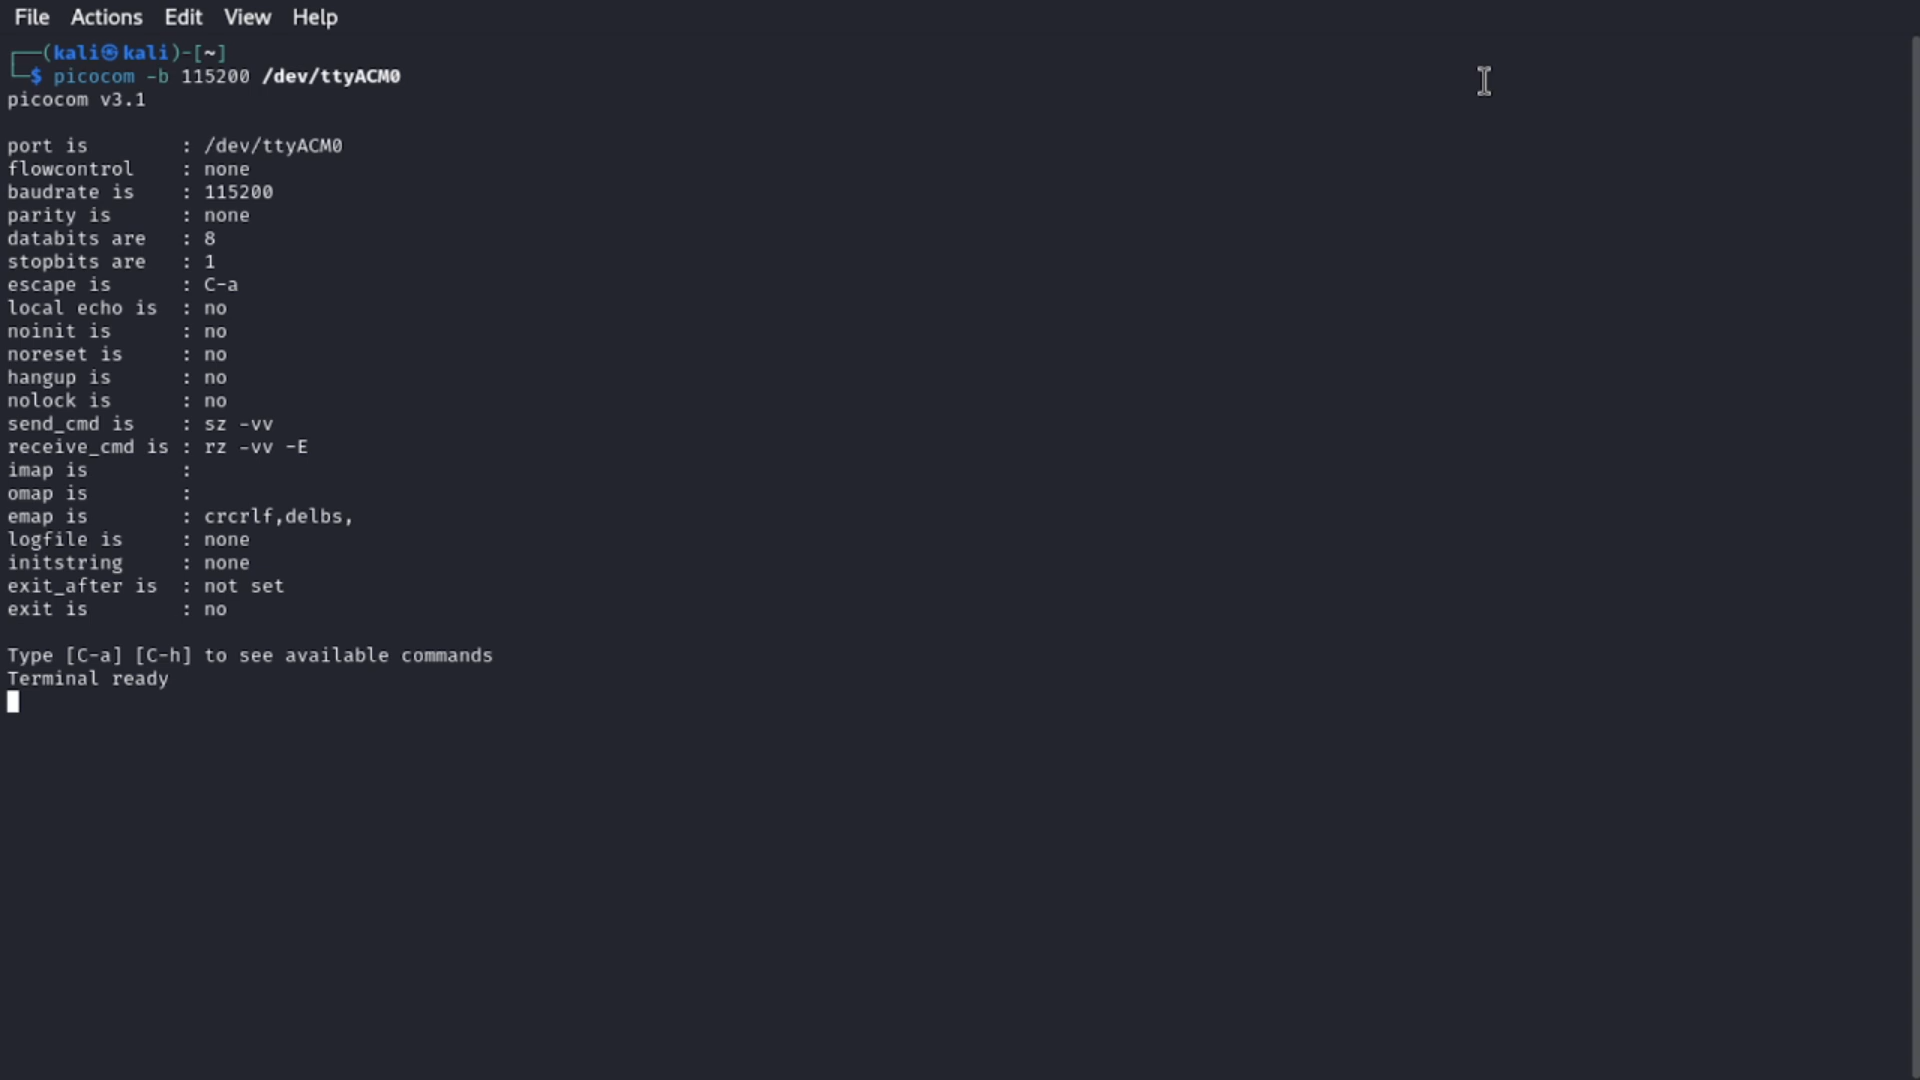 File Actions Edit View Help
┌──(kali㉿kali)-[~]
└─$ picocom -b 115200 /dev/ttyACM0
picocom v3.1
port is : /dev/ttyACM0
flowcontrol : none
baudrate is : 115200
parity is : none
databits are : 8
stopbits are : 1
escape is : C-a
local echo is : no
noinit is : no
noreset is : no
hangup is : no
nolock is : no
send_cmd is : sz -vv
receive_cmd is : rz -vv -E
imap is :
omap is :
emap is : crcrlf,delbs,
logfile is : none
initstring : none
exit_after is : not set
exit is : no
Type [C-a] [C-h] to see available commands
Terminal ready